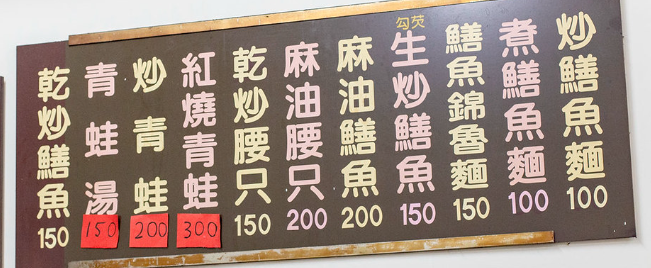 炒鱔魚麵 100
煮鱔魚麵 100
鱔魚錦魯麵 150
勾芡
生炒鱔魚 150
麻油鱔魚 200
麻油腰只 200
乾炒腰只 150
紅燒青蛙 300
炒青蛙 200
青蛙湯 150
乾炒鱔魚 150